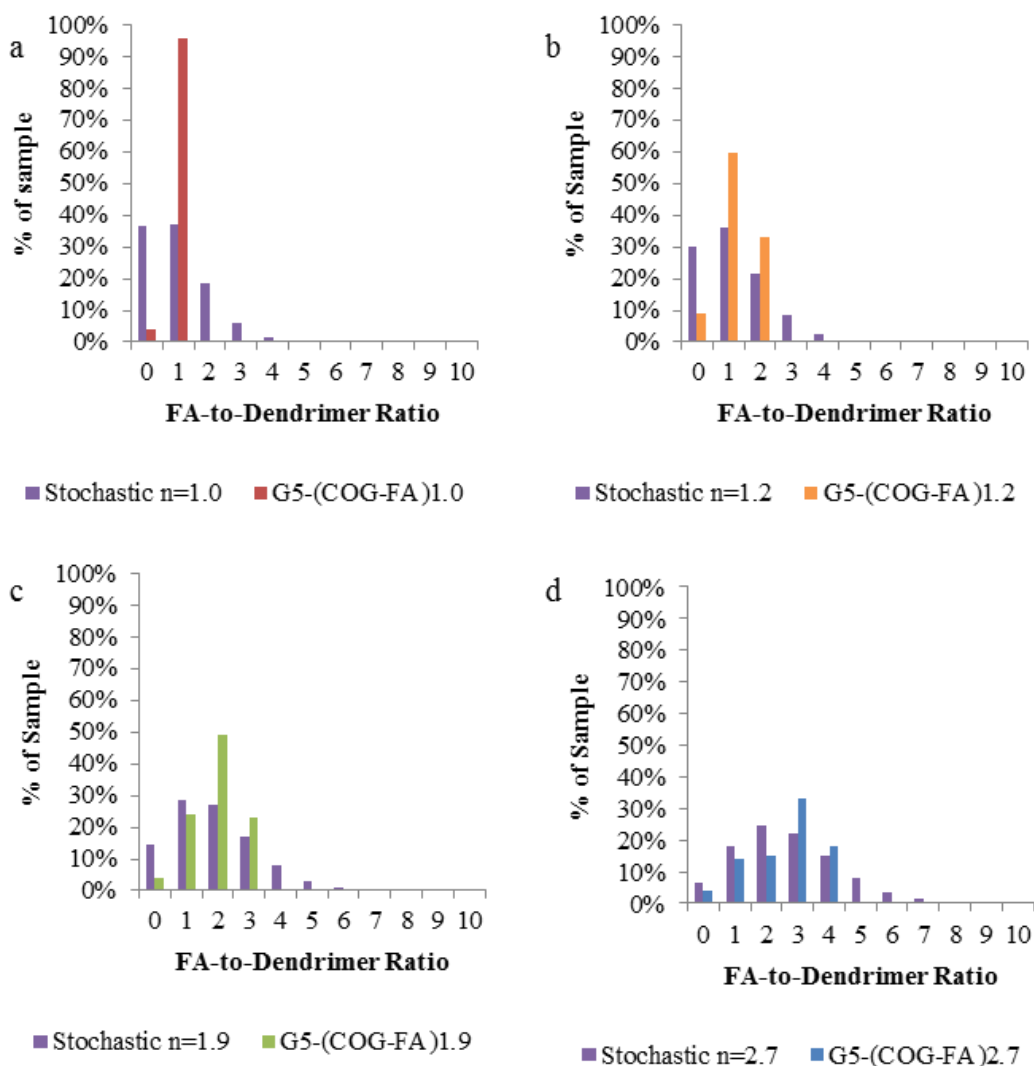 a
100%
90%
80%
70%
60%
50%
40%
30%
20%
10%
0%
% of sample
0 1 2 3 4 5 6 7 8 9 10
FA-to-Dendrimer Ratio
Stochastic n=1.0 G5-(COG-FA)1.0
b
100%
90%
80%
70%
60%
50%
40%
30%
20%
10%
0%
% of Sample
0 1 2 3 4 5 6 7 8 9 10
FA-to-Dendrimer Ratio
Stochastic n=1.2 G5-(COG-FA)1.2
c
100%
90%
80%
70%
60%
50%
40%
30%
20%
10%
0%
% of Sample
0 1 2 3 4 5 6 7 8 9 10
FA-to-Dendrimer Ratio
Stochastic n=1.9 G5-(COG-FA)1.9
d
100%
90%
80%
70%
60%
50%
40%
30%
20%
10%
0%
% of Sample
0 1 2 3 4 5 6 7 8 9 10
FA-to-Dendrimer Ratio
Stochastic n=2.7 G5-(COG-FA)2.7